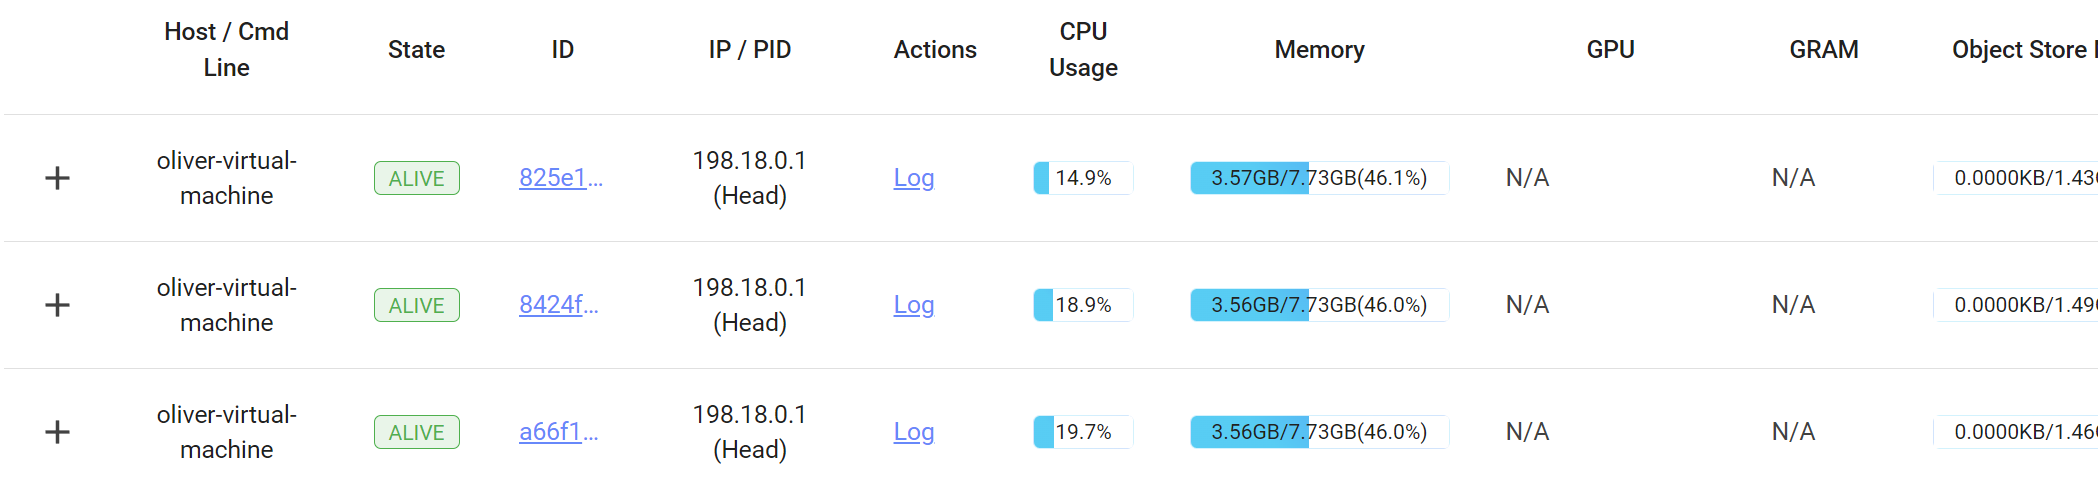 Host / Cmd Line State ID IP / PID Actions CPU Usage Memory GPU GRAM Object Store
oliver-virtual-machine ALIVE 825e1... 198.18.0.1 (Head) Log 14.9% 3.57GB/7.73GB(46.1%) N/A N/A 0.0000KB/1.43
oliver-virtual-machine ALIVE 8424f... 198.18.0.1 (Head) Log 18.9% 3.56GB/7.73GB(46.0%) N/A N/A 0.0000KB/1.49
oliver-virtual-machine ALIVE a66f1... 198.18.0.1 (Head) Log 19.7% 3.56GB/7.73GB(46.0%) N/A N/A 0.0000KB/1.46